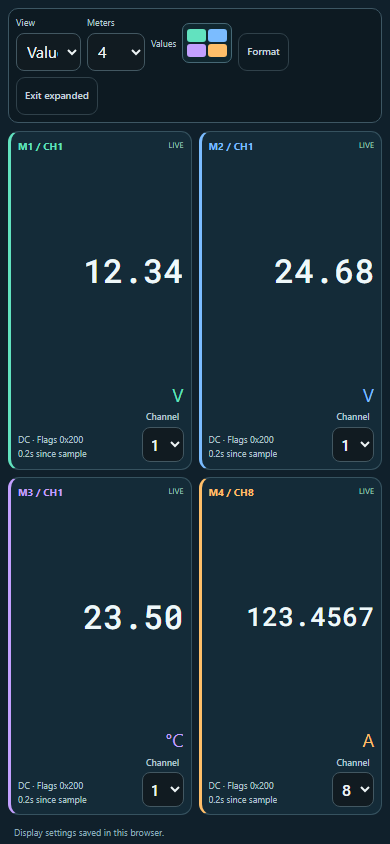 View
Meters
Valu
4
Values
Format
Exit expanded
M1 / CH1
LIVE
12.34
V
Channel
DC · Flags 0x200
0.2s since sample
1
M2 / CH1
LIVE
24.68
V
Channel
DC · Flags 0x200
0.2s since sample
1
M3 / CH1
LIVE
23.50
°C
Channel
DC · Flags 0x200
0.2s since sample
1
M4 / CH8
LIVE
123.4567
A
Channel
DC · Flags 0x200
0.2s since sample
8
Display settings saved in this browser.